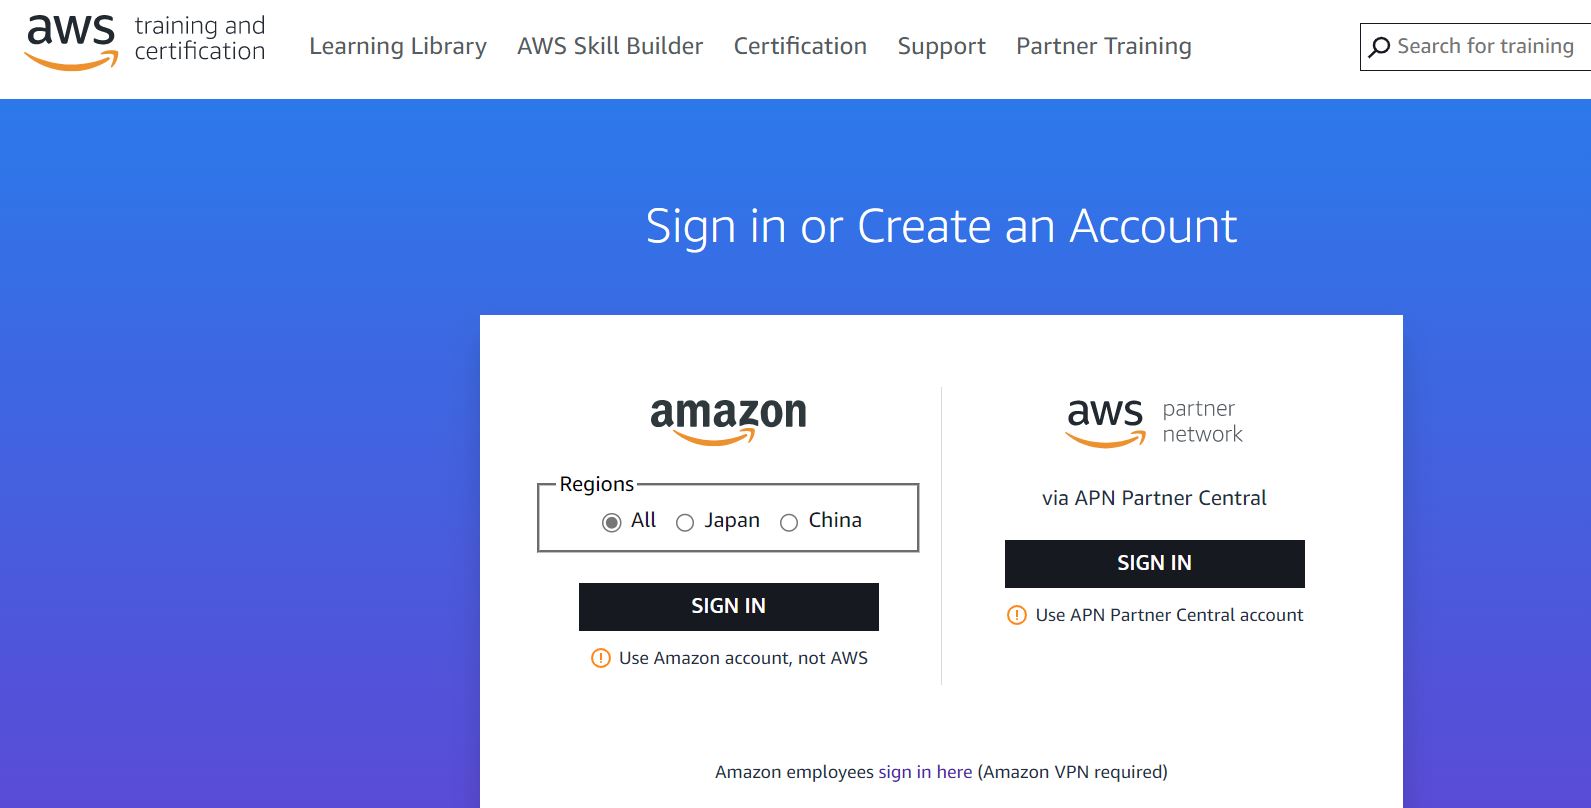 aws training and
certification
Learning Library AWS Skill Builder Certification Support Partner Training
Search for training
Sign in or Create an Account
amazon
Regions
All Japan China
SIGN IN
Use Amazon account, not AWS
aws partner
network
via APN Partner Central
SIGN IN
Use APN Partner Central account
Amazon employees sign in here (Amazon VPN required)